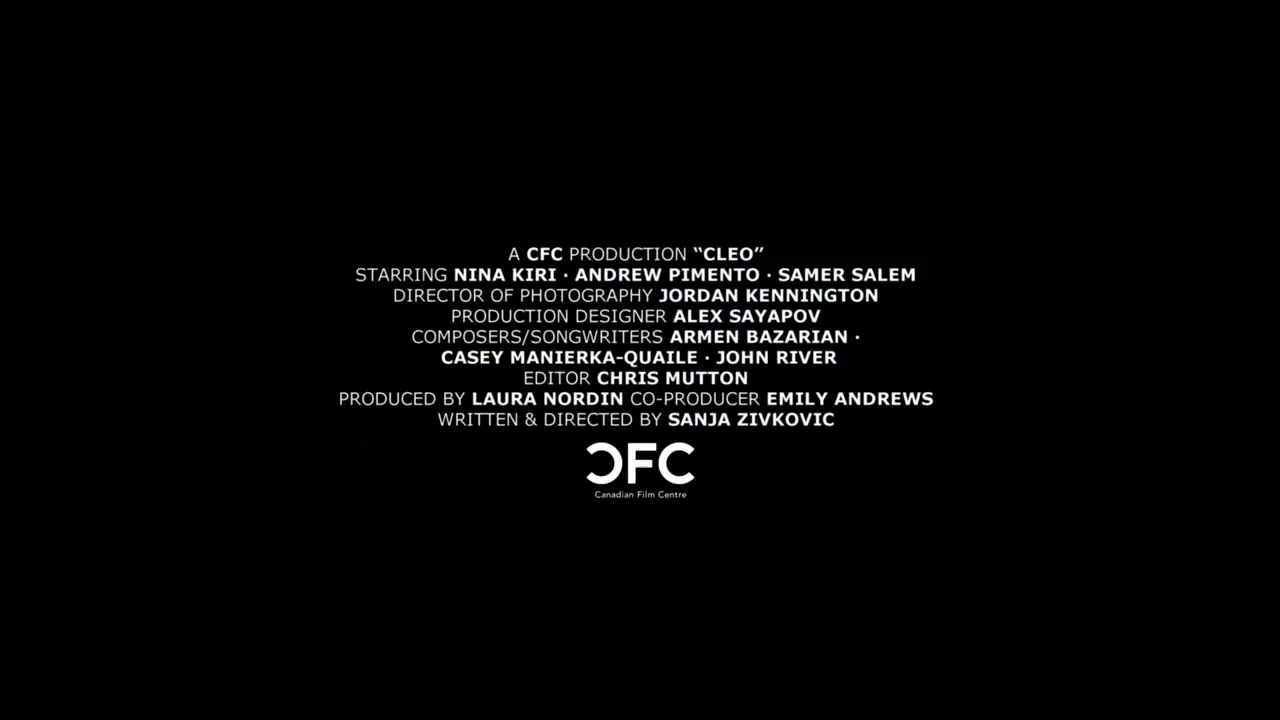 A CFC PRODUCTION “CLEO”
STARRING NINA KIRI · ANDREW PIMENTO · SAMER SALEM
DIRECTOR OF PHOTOGRAPHY JORDAN KENNINGTON
PRODUCTION DESIGNER ALEX SAYAPOV
COMPOSERS/SONGWRITERS ARMEN BAZARIAN ·
CASEY MANIERKA-QUAILE · JOHN RIVER
EDITOR CHRIS MUTTON
PRODUCED BY LAURA NORDIN CO-PRODUCER EMILY ANDREWS
WRITTEN & DIRECTED BY SANJA ZIVKOVIC
CFC
Canadian Film Centre